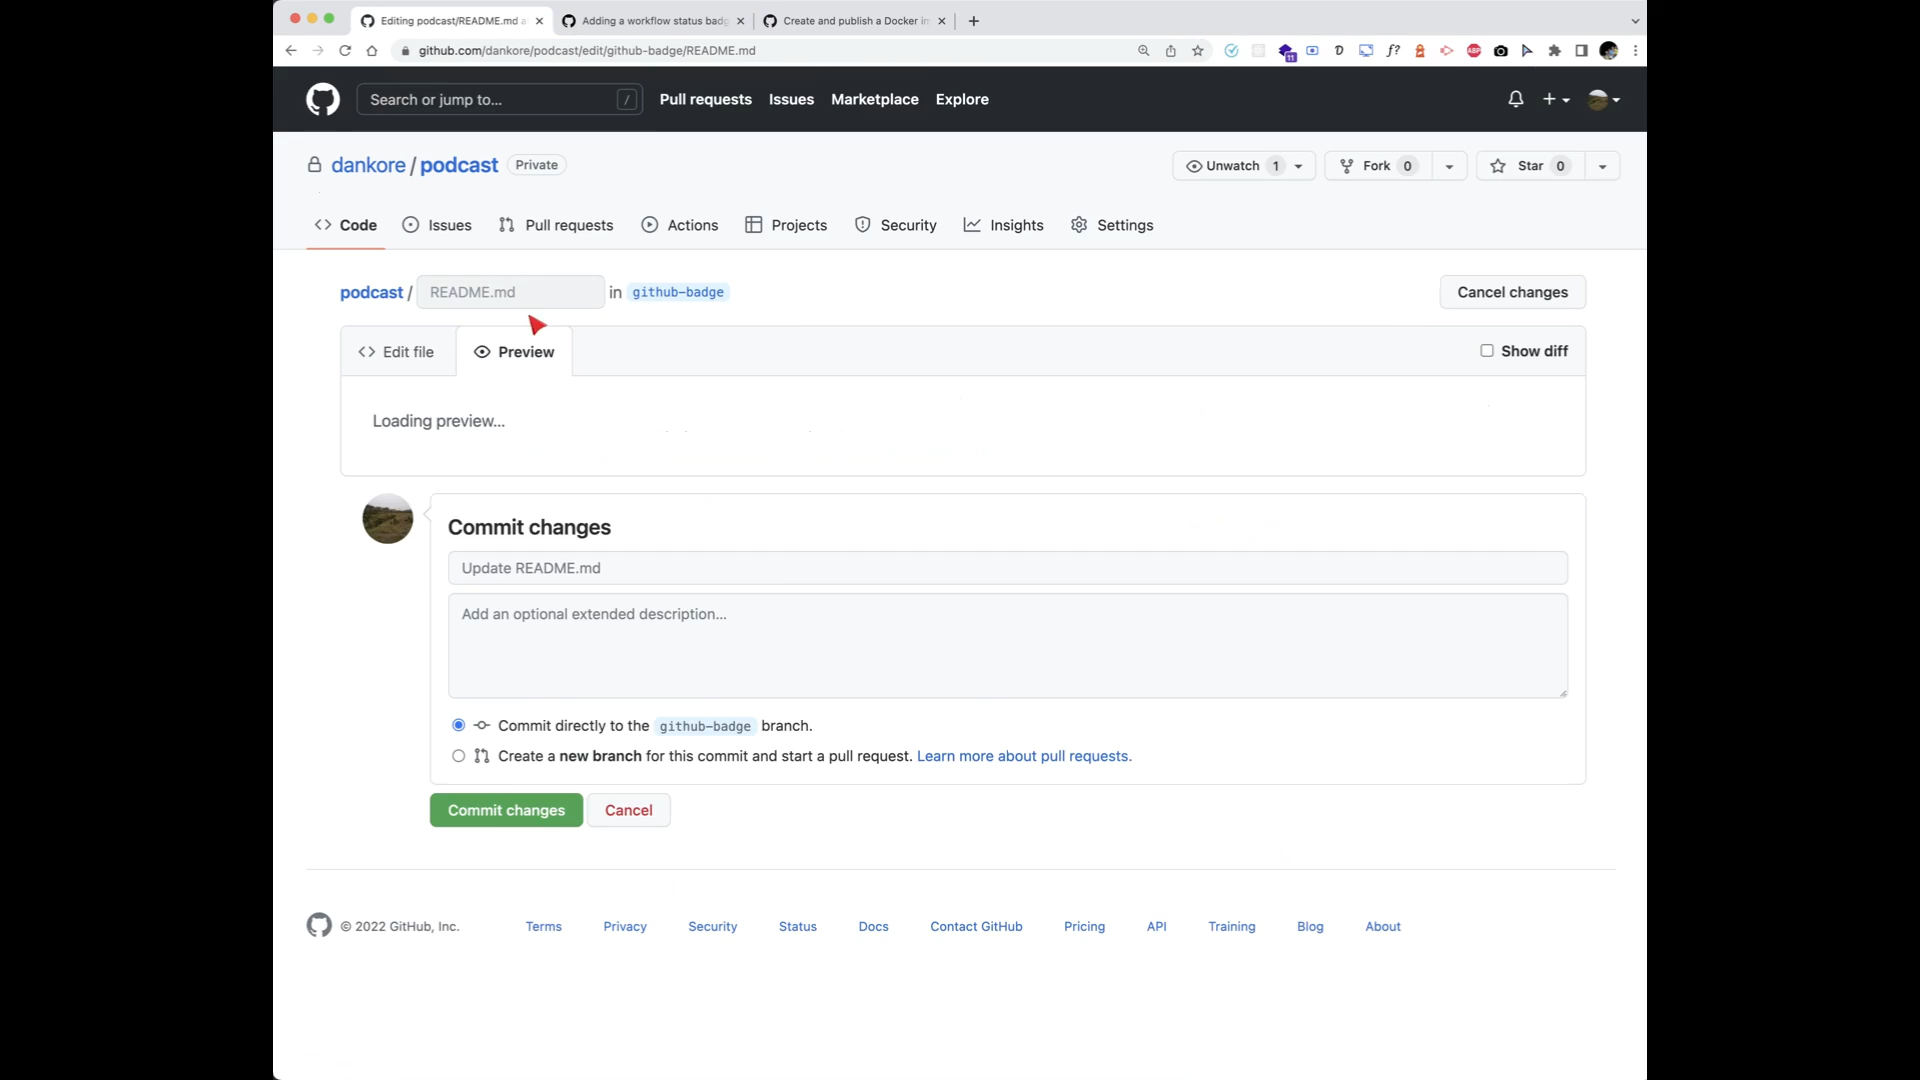 Editing podcast/README.md a
Adding a workflow status badg
Create and publish a Docker im
github.com/dankore/podcast/edit/github-badge/README.md
11
ABP
Search or jump to...
/
Pull requests
Issues
Marketplace
Explore
dankore / podcast
Private
Unwatch 1
Fork 0
Star 0
Code
Issues
Pull requests
Actions
Projects
Security
Insights
Settings
podcast / README.md in github-badge
Cancel changes
Edit file
Preview
Show diff
Loading preview...
Commit changes
Update README.md
Add an optional extended description...
Commit directly to the github-badge branch.
Create a new branch for this commit and start a pull request. Learn more about pull requests.
Commit changes
Cancel
© 2022 GitHub, Inc.
Terms
Privacy
Security
Status
Docs
Contact GitHub
Pricing
API
Training
Blog
About